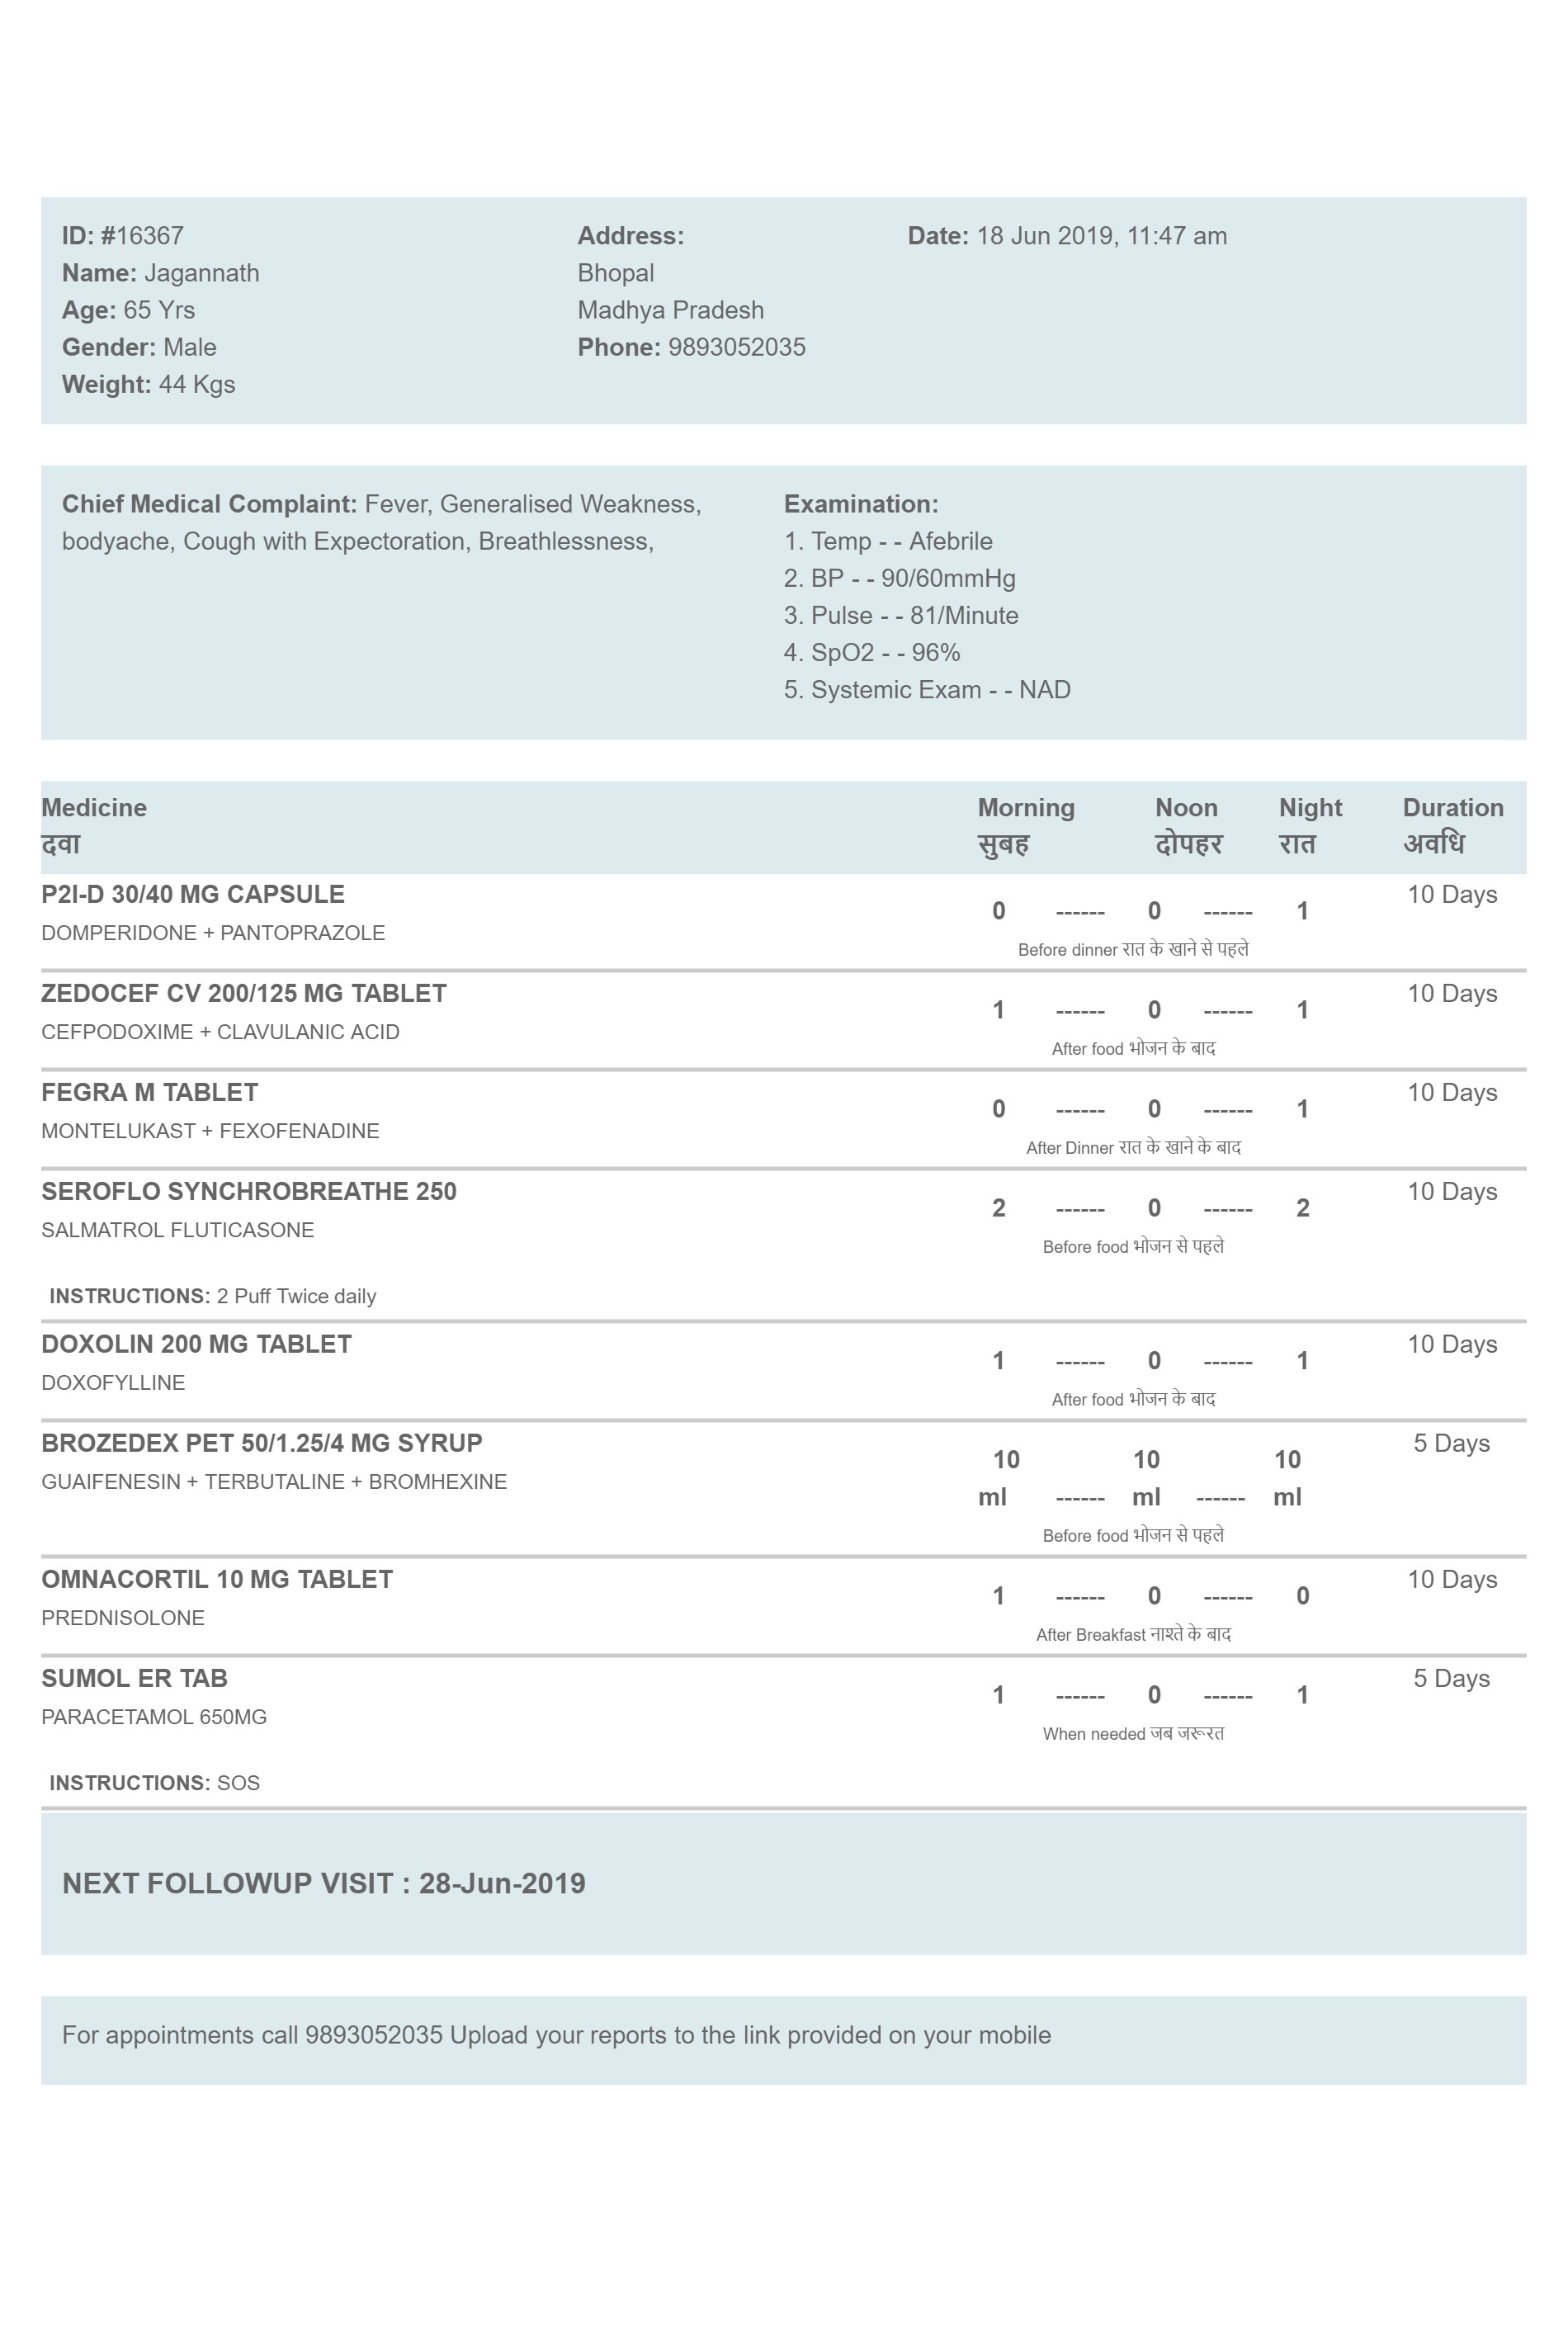 ID: #16367
Name: Jagannath
Age: 65 Yrs
Gender: Male
Weight: 44 Kgs
Address:
Bhopal
Madhya Pradesh
Phone: 9893052035
Date: 18 Jun 2019, 11:47 am
Chief Medical Complaint: Fever, Generalised Weakness,
bodyache, Cough with Expectoration, Breathlessness,
Examination:
1. Temp - - Afebrile
2. BP - - 90/60mmHg
3. Pulse - - 81/Minute
4. SpO2 - - 96%
5. Systemic Exam - - NAD
Medicine Morning Noon Night Duration
दवा सुबह दोपहर रात अवधि
P2I-D 30/40 MG CAPSULE 10 Days
0 ------ 0 ------ 1
DOMPERIDONE + PANTOPRAZOLE
Before dinner रात के खाने से पहले
ZEDOCEF CV 200/125 MG TABLET 10 Days
1 ------ 0 ------ 1
CEFPODOXIME + CLAVULANIC ACID
After food भोजन के बाद
FEGRA M TABLET 10 Days
0 ------ 0 ------ 1
MONTELUKAST + FEXOFENADINE
After Dinner रात के खाने के बाद
SEROFLO SYNCHROBREATHE 250 10 Days
2 ------ 0 ------ 2
SALMATROL FLUTICASONE
Before food भोजन से पहले
INSTRUCTIONS: 2 Puff Twice daily
DOXOLIN 200 MG TABLET 10 Days
1 ------ 0 ------ 1
DOXOFYLLINE
After food भोजन के बाद
BROZEDEX PET 50/1.25/4 MG SYRUP 5 Days
10 10 10
GUAIFENESIN + TERBUTALINE + BROMHEXINE
ml ------ ml ------ ml
Before food भोजन से पहले
OMNACORTIL 10 MG TABLET 10 Days
1 ------ 0 ------ 0
PREDNISOLONE
After Breakfast नाश्ते के बाद
SUMOL ER TAB 5 Days
1 ------ 0 ------ 1
PARACETAMOL 650MG
When needed जब जरूरत
INSTRUCTIONS: SOS
NEXT FOLLOWUP VISIT : 28-Jun-2019
For appointments call 9893052035 Upload your reports to the link provided on your mobile